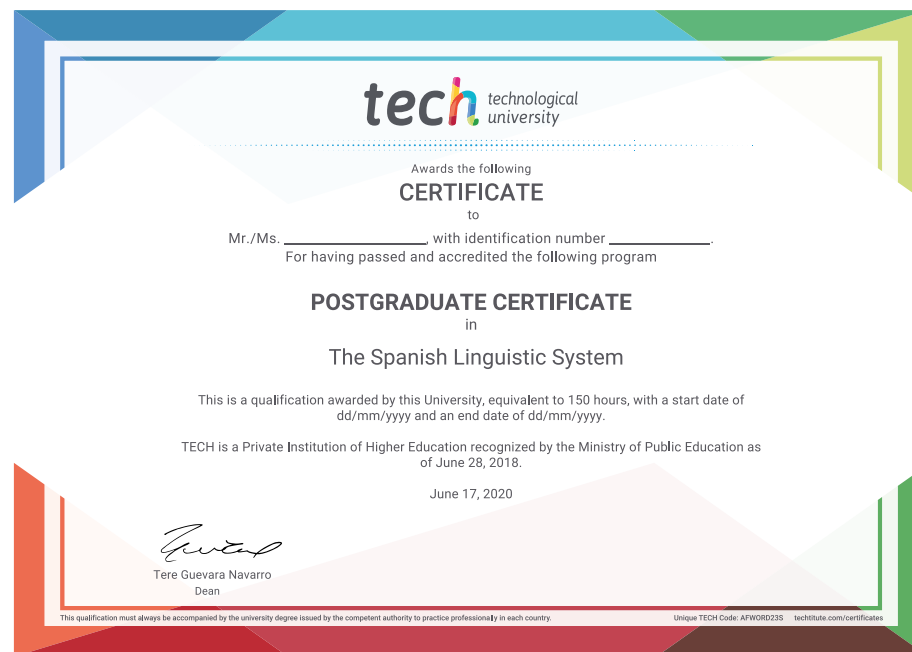 tech technological
university
Awards the following
CERTIFICATE
to
Mr./Ms. ____________________, with identification number ______________.
For having passed and accredited the following program
POSTGRADUATE CERTIFICATE
in
The Spanish Linguistic System
This is a qualification awarded by this University, equivalent to 150 hours, with a start date of
dd/mm/yyyy and an end date of dd/mm/yyyy.
TECH is a Private Institution of Higher Education recognized by the Ministry of Public Education as
of June 28, 2018.
June 17, 2020
Tere Guevara Navarro
Dean
This qualification must always be accompanied by the university degree issued by the competent authority to practice professionally in each country.
Unique TECH Code: AFWORD23S techtitute.com/certificates